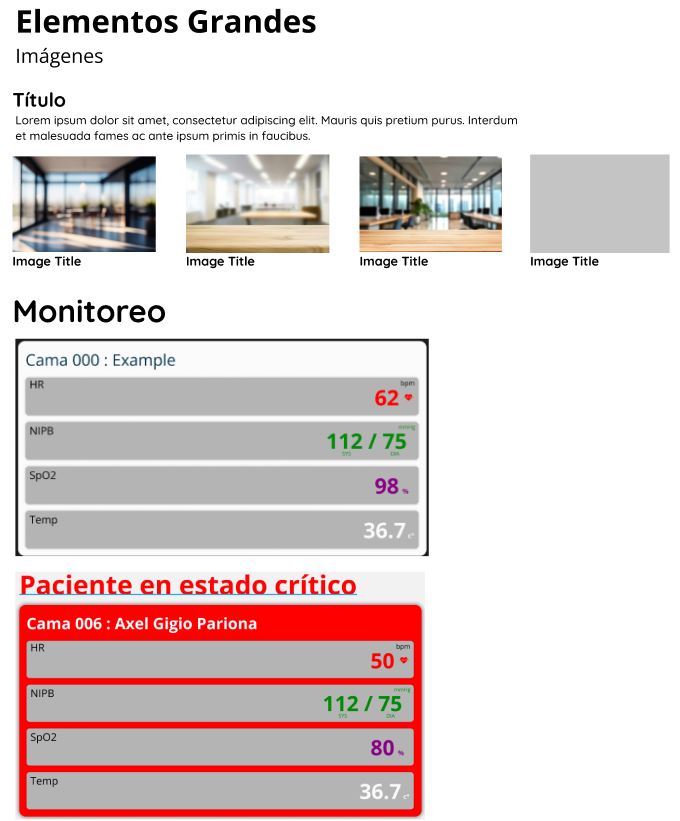 Elementos Grandes
Imágenes
Título
Lorem ipsum dolor sit amet, consectetur adipiscing elit. Mauris quis pretium purus. Interdum
et malesuada fames ac ante ipsum primis in faucibus.
Image Title
Image Title
Image Title
Image Title
Monitoreo
Cama 000 : Example
HR
bpm
62
NIPB
mmHg
112 / 75
SYS
DIA
SpO2
98 %
Temp
36.7 c°
Paciente en estado crítico
Cama 006 : Axel Gigio Pariona
HR
bpm
50
NIPB
mmHg
112 / 75
SYS
DIA
SpO2
80 %
Temp
36.7 c°